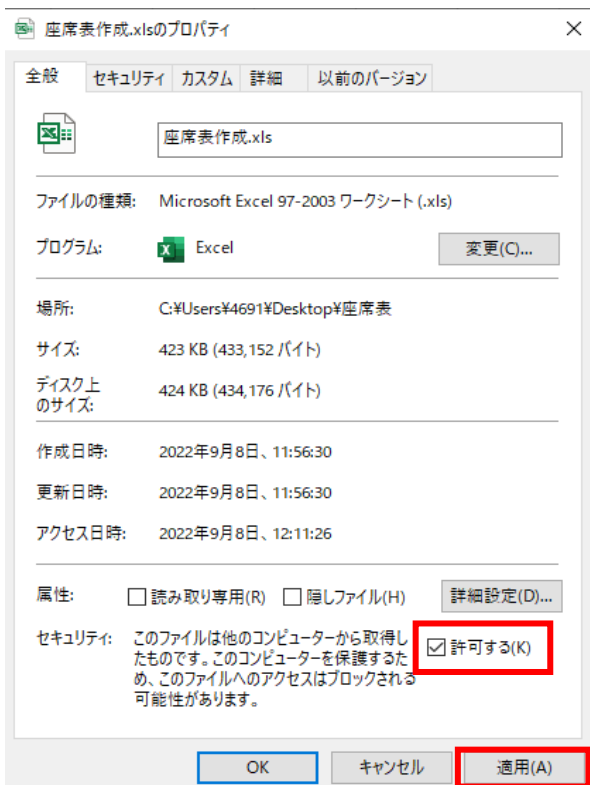 座席表作成.xlsのプロパティ
全般 セキュリティ カスタム 詳細 以前のバージョン
座席表作成.xls
ファイルの種類: Microsoft Excel 97-2003 ワークシート (.xls)
プログラム: Excel 変更(C)...
場所: C:¥Users¥4691¥Desktop¥座席表
サイズ: 423 KB (433,152 バイト)
ディスク上
のサイズ: 424 KB (434,176 バイト)
作成日時: 2022年9月8日、11:56:30
更新日時: 2022年9月8日、11:56:30
アクセス日時: 2022年9月8日、12:11:26
属性: 読み取り専用(R) 隠しファイル(H) 詳細設定(D)...
セキュリティ: このファイルは他のコンピューターから取得し 許可する(K)
たものです。このコンピューターを保護するた
め、このファイルへのアクセスはブロックされる
可能性があります。
OK キャンセル 適用(A)